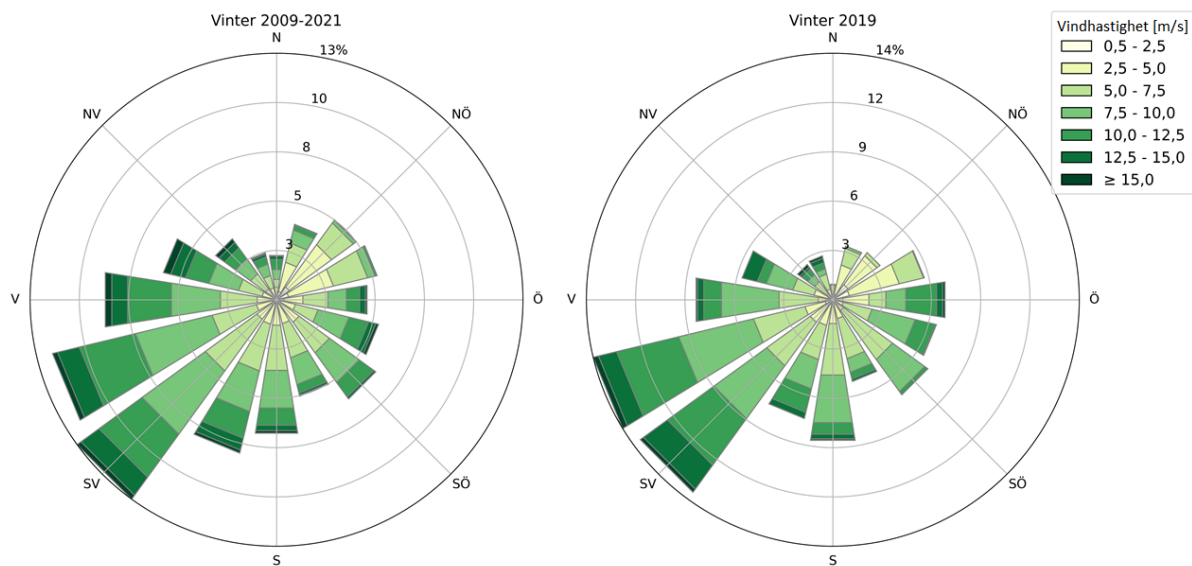 Vinter 2009-2021
N
13%
10
8
5
3
NV
NÖ
V
Ö
SV
SÖ
S
Vinter 2019
N
14%
12
9
6
3
NV
NÖ
V
Ö
SV
SÖ
S
Vindhastighet [m/s]
0,5 - 2,5
2,5 - 5,0
5,0 - 7,5
7,5 - 10,0
10,0 - 12,5
12,5 - 15,0
≥ 15,0